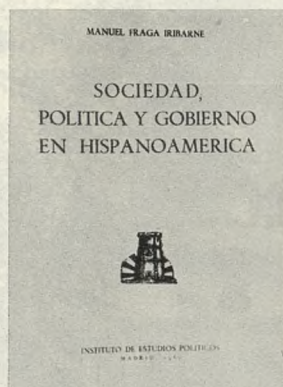 MANUEL FRAGA IRIBARNE
SOCIEDAD,
POLITICA Y GOBIERNO
EN HISPANOAMERICA
INSTITUTO DE ESTUDIOS POLITICOS
MADRID